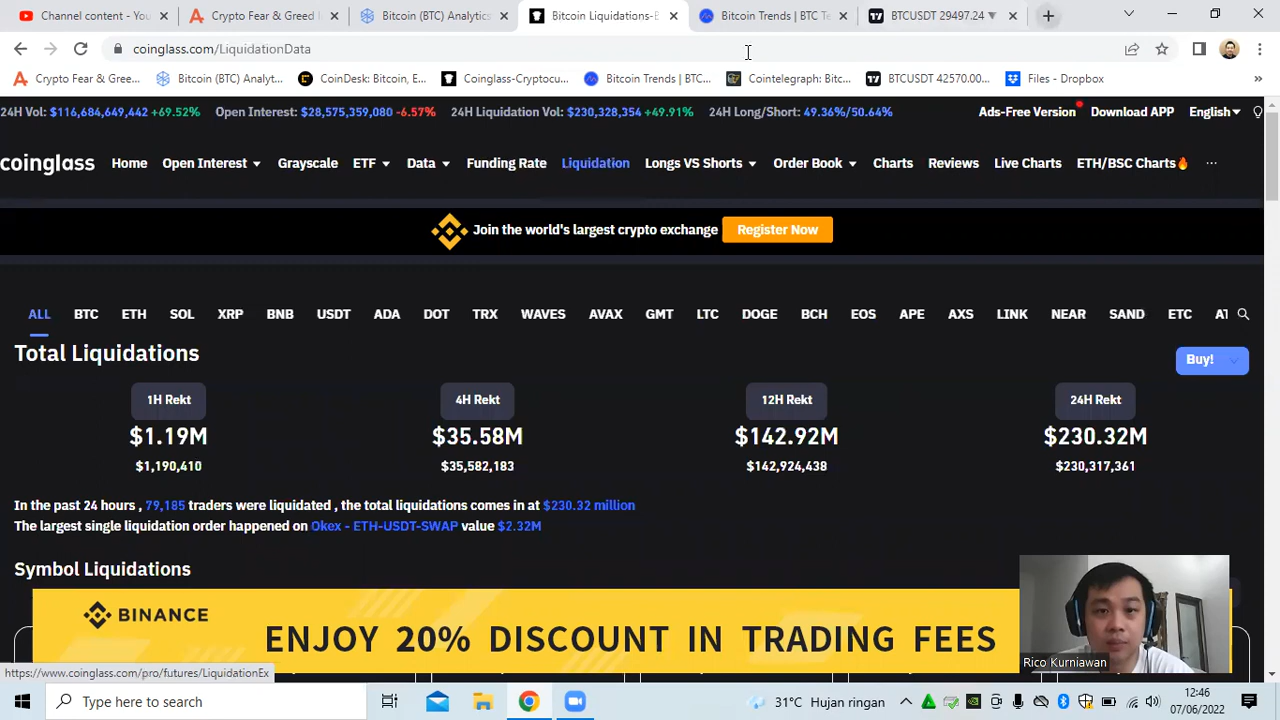 Channel content - You
Crypto Fear & Greed I
Bitcoin (BTC) Analytics
Bitcoin Liquidations-B
Bitcoin Trends | BTC Te
BTCUSDT 29497.24 ▼
coinglass.com/LiquidationData
Crypto Fear & Gree...
Bitcoin (BTC) Analyt...
CoinDesk: Bitcoin, E...
Coinglass-Cryptocu...
Bitcoin Trends | BTC...
Cointelegraph: Bitc...
BTCUSDT 42570.00...
Files - Dropbox
24H Vol: $116,684,649,442 +69.52% Open Interest: $28,575,359,080 -6.57% 24H Liquidation Vol: $230,328,354 +49.91% 24H Long/Short: 49.36%/50.64% Ads-Free Version Download APP English
coinglass Home Open Interest Grayscale ETF Data Funding Rate Liquidation Longs VS Shorts Order Book Charts Reviews Live Charts ETH/BSC Charts🔥 ...
Join the world's largest crypto exchange Register Now
ALL BTC ETH SOL XRP BNB USDT ADA DOT TRX WAVES AVAX GMT LTC DOGE BCH EOS APE AXS LINK NEAR SAND ETC AT
Total Liquidations
Buy!
1H Rekt 4H Rekt 12H Rekt 24H Rekt
$1.19M $35.58M $142.92M $230.32M
$1,190,410 $35,582,183 $142,924,438 $230,317,361
In the past 24 hours , 79,185 traders were liquidated , the total liquidations comes in at $230.32 million
The largest single liquidation order happened on Okex - ETH-USDT-SWAP value $2.32M
Symbol Liquidations
BINANCE
ENJOY 20% DISCOUNT IN TRADING FEES
Rico Kurniawan
https://www.coinglass.com/pro/futures/LiquidationEx
Type here to search
31°C Hujan ringan
12:46
07/06/2022